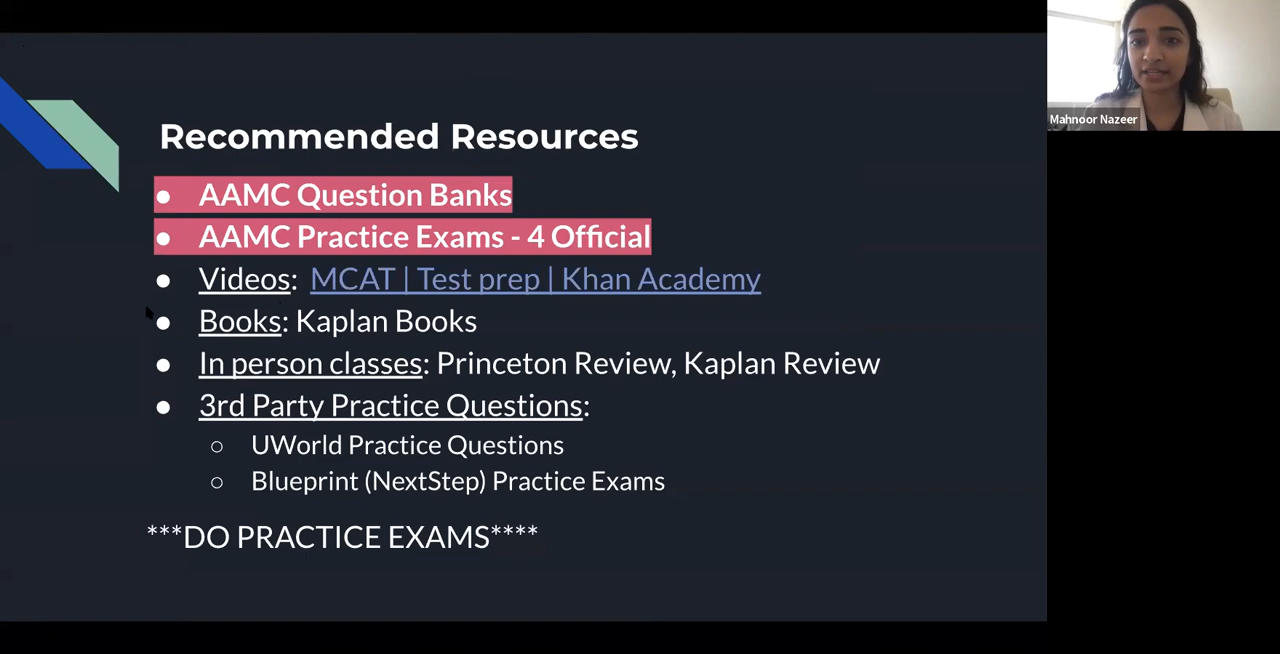 Mahnoor Nazeer
Recommended Resources
● AAMC Question Banks
● AAMC Practice Exams - 4 Official
● Videos: MCAT | Test prep | Khan Academy
● Books: Kaplan Books
● In person classes: Princeton Review, Kaplan Review
● 3rd Party Practice Questions:
○ UWorld Practice Questions
○ Blueprint (NextStep) Practice Exams
***DO PRACTICE EXAMS****